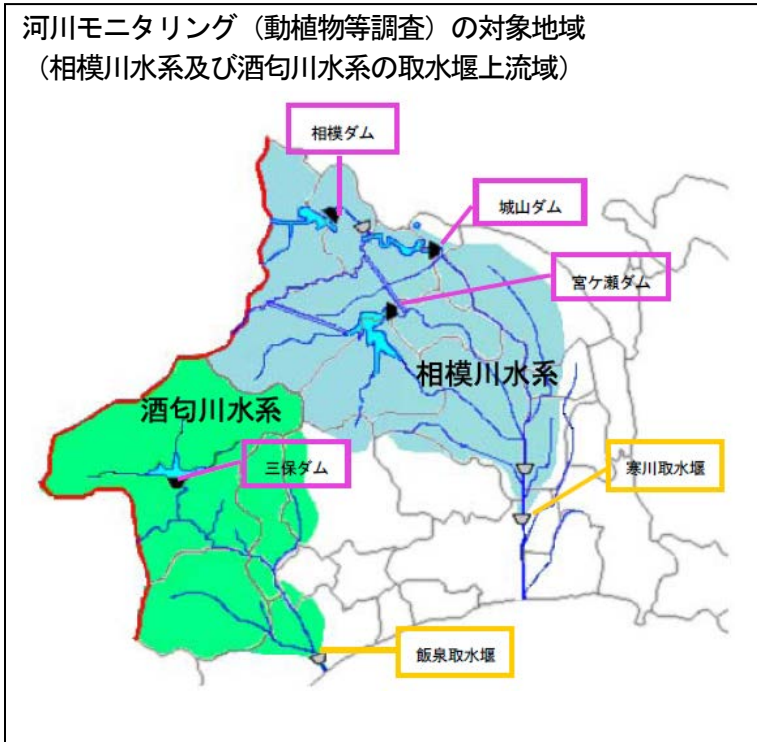 河川モニタリング（動植物等調査）の対象地域
（相模川水系及び酒匂川水系の取水堰上流域）
相模ダム
城山ダム
宮ケ瀬ダム
相模川水系
酒匂川水系
三保ダム
寒川取水堰
飯泉取水堰